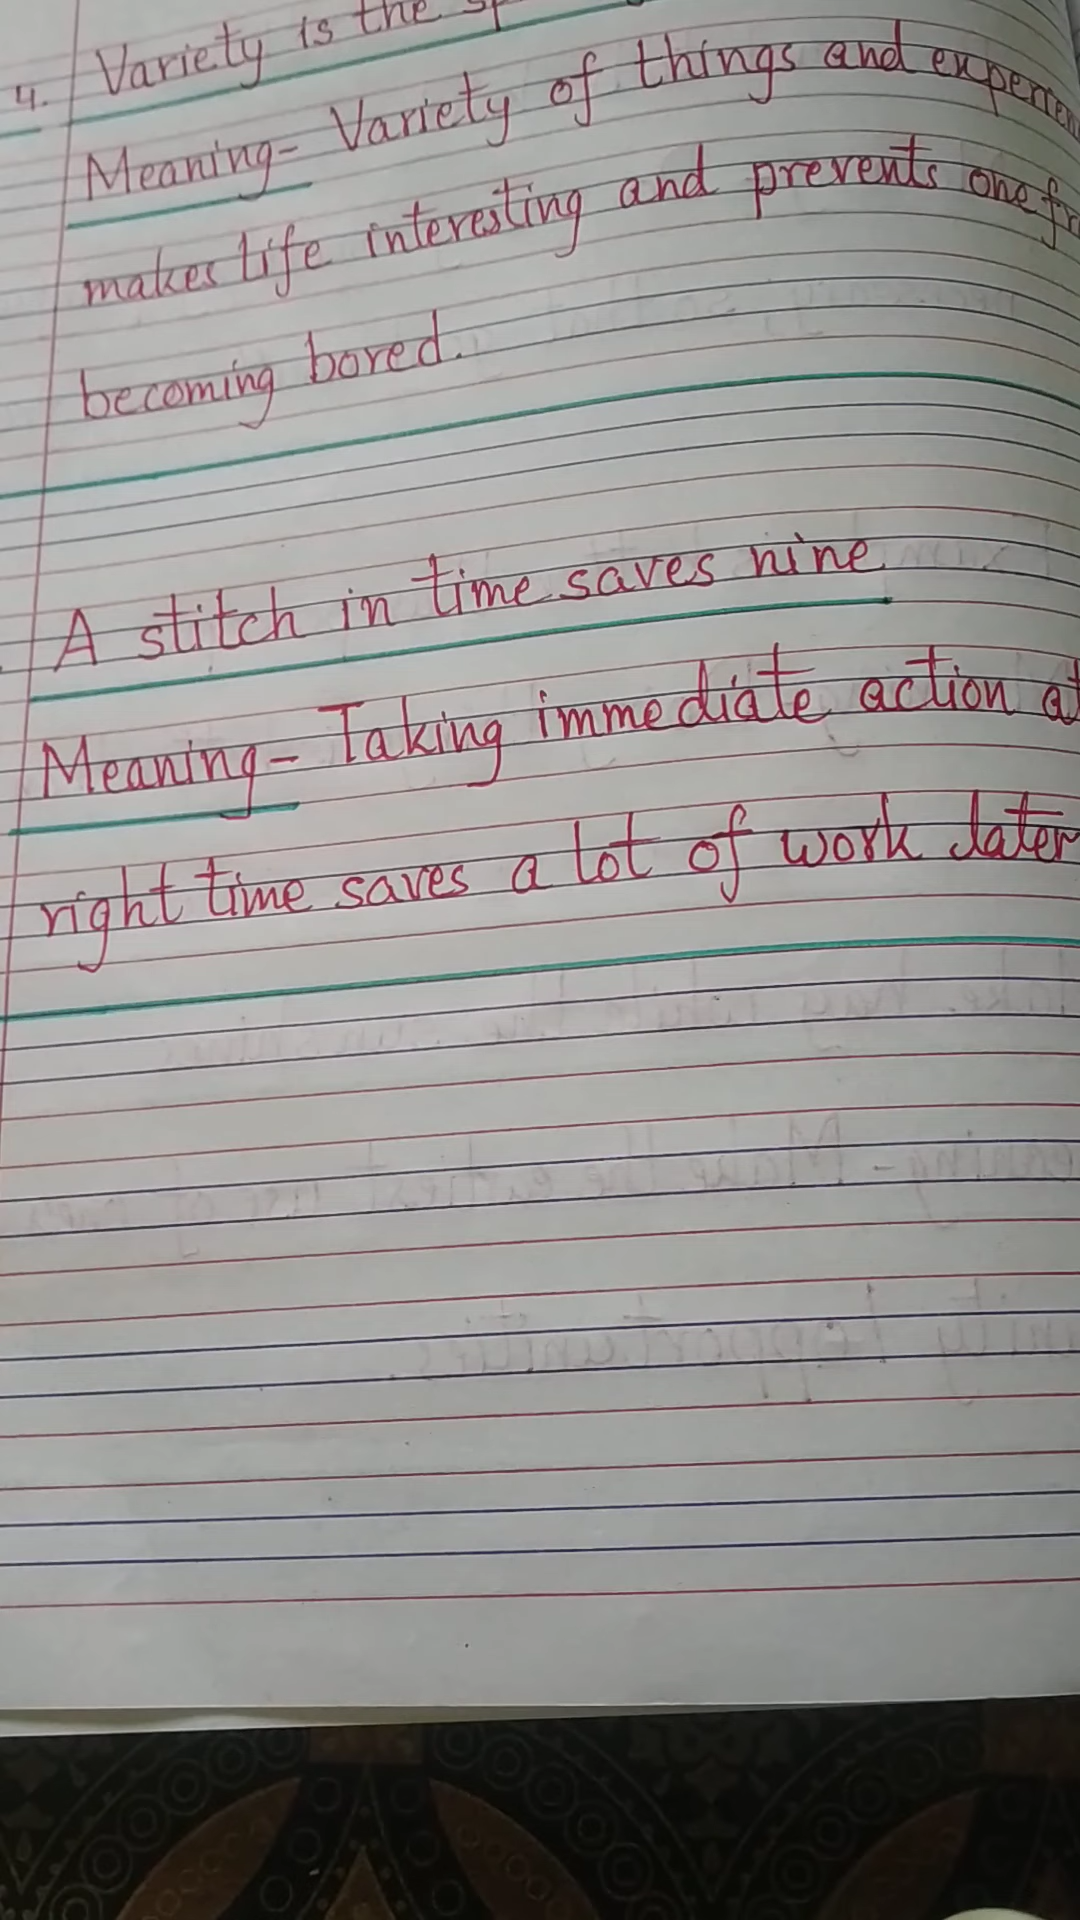 4. Variety is the
Meaning- Variety of things and
makes life interesting and prevents one
becoming bored.
A stitch in time saves nine
Meaning- Taking immediate action at
right time saves a lot of work later